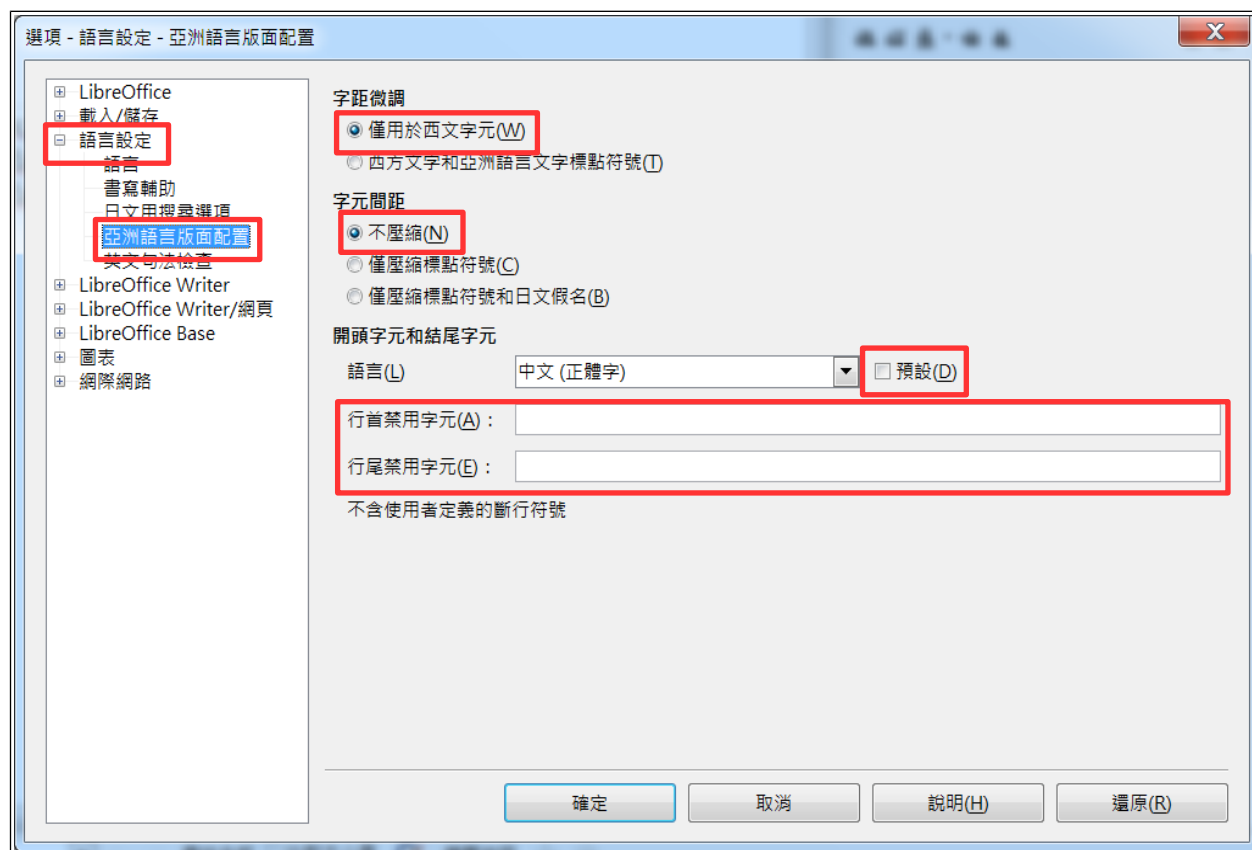 選項 - 語言設定 - 亞洲語言版面配置
LibreOffice
載入/儲存
語言設定
語言
書寫輔助
日文用搜尋選項
亞洲語言版面配置
英文句法檢查
LibreOffice Writer
LibreOffice Writer/網頁
LibreOffice Base
圖表
網際網路
字距微調
僅用於西文字元(W)
西方文字和亞洲語言文字標點符號(T)
字元間距
不壓縮(N)
僅壓縮標點符號(C)
僅壓縮標點符號和日文假名(B)
開頭字元和結尾字元
語言(L) 中文 (正體字) 預設(D)
行首禁用字元(A)：
行尾禁用字元(E)：
不含使用者定義的斷行符號
確定 取消 說明(H) 還原(R)